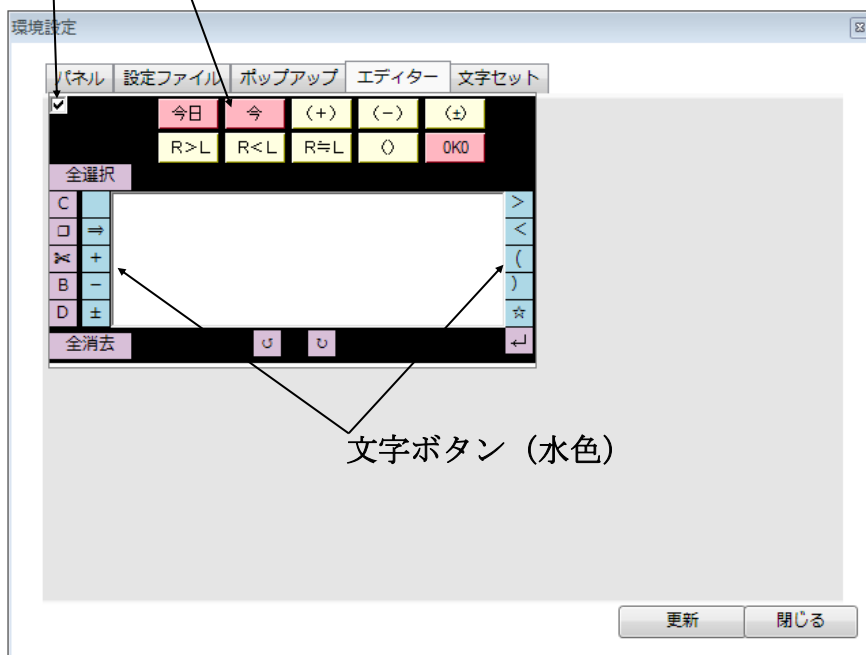 環境設定
パネル 設定ファイル ポップアップ エディター 文字セット
今日 今 (+) (−) (±)
R>L R<L R≒L () OKO
全選択
C >
⇒ <
+ (
B − )
D ± ☆
全消去 ↺ ↻ ↵
文字ボタン（水色）
更新 閉じる